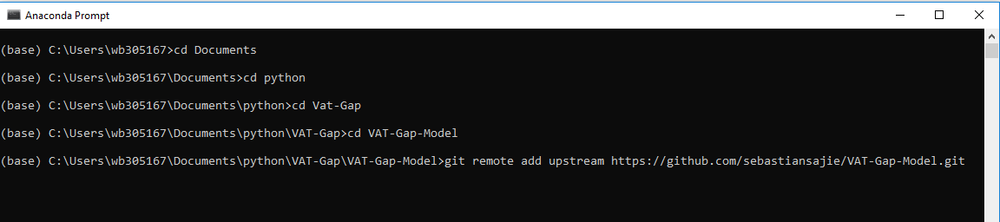 Anaconda Prompt
(base) C:\Users\wb305167>cd Documents
(base) C:\Users\wb305167\Documents>cd python
(base) C:\Users\wb305167\Documents\python>cd Vat-Gap
(base) C:\Users\wb305167\Documents\python\VAT-Gap>cd VAT-Gap-Model
(base) C:\Users\wb305167\Documents\python\VAT-Gap\VAT-Gap-Model>git remote add upstream https://github.com/sebastiansajie/VAT-Gap-Model.git